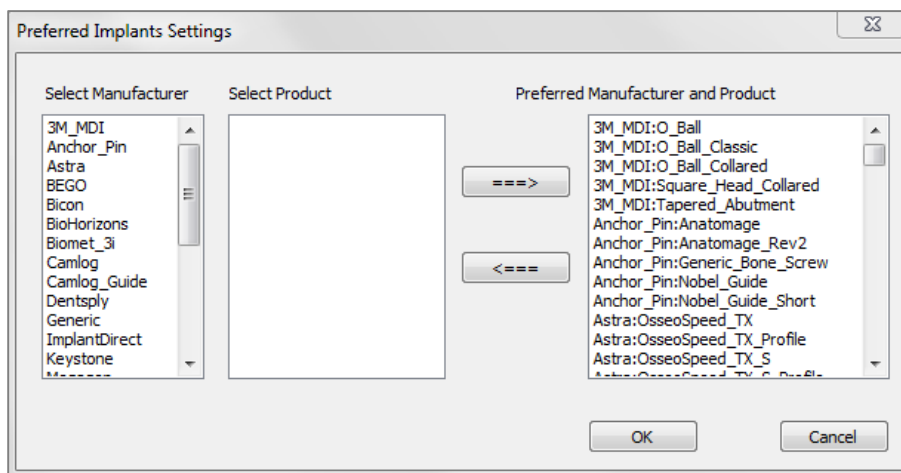 Preferred Implants Settings
Select Manufacturer
3M_MDI
Anchor_Pin
Astra
BEGO
Bicon
BioHorizons
Biomet_3i
Camlog
Camlog_Guide
Dentsply
Generic
ImplantDirect
Keystone
Select Product
===>
<===
Preferred Manufacturer and Product
3M_MDI:O_Ball
3M_MDI:O_Ball_Classic
3M_MDI:O_Ball_Collared
3M_MDI:Square_Head_Collared
3M_MDI:Tapered_Abutment
Anchor_Pin:Anatomage
Anchor_Pin:Anatomage_Rev2
Anchor_Pin:Generic_Bone_Screw
Anchor_Pin:Nobel_Guide
Anchor_Pin:Nobel_Guide_Short
Astra:OsseoSpeed_TX
Astra:OsseoSpeed_TX_Profile
Astra:OsseoSpeed_TX_S
Astra:OsseoSpeed_TX_S_Profile
OK
Cancel